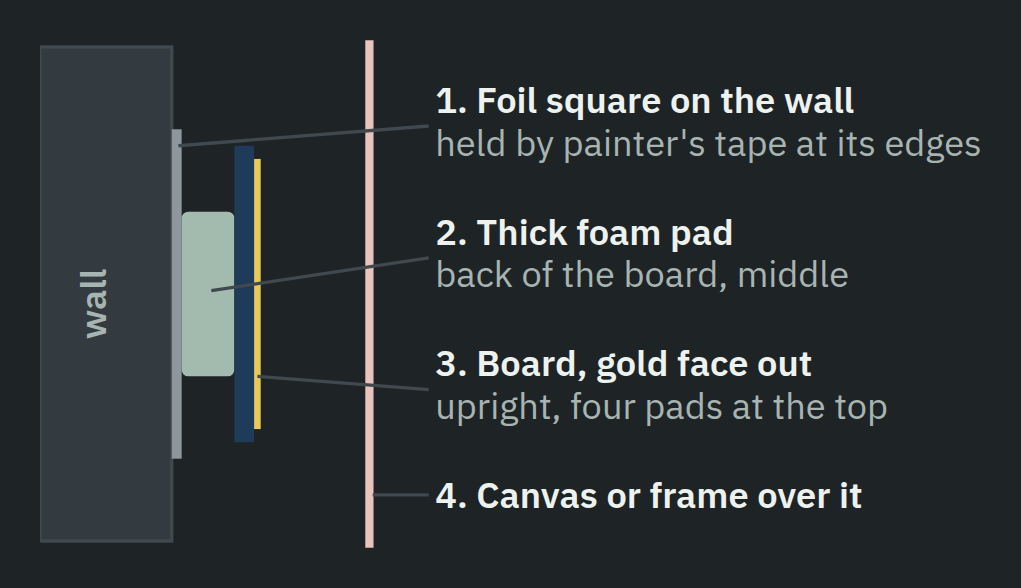 wall
1. Foil square on the wall
held by painter's tape at its edges
2. Thick foam pad
back of the board, middle
3. Board, gold face out
upright, four pads at the top
4. Canvas or frame over it